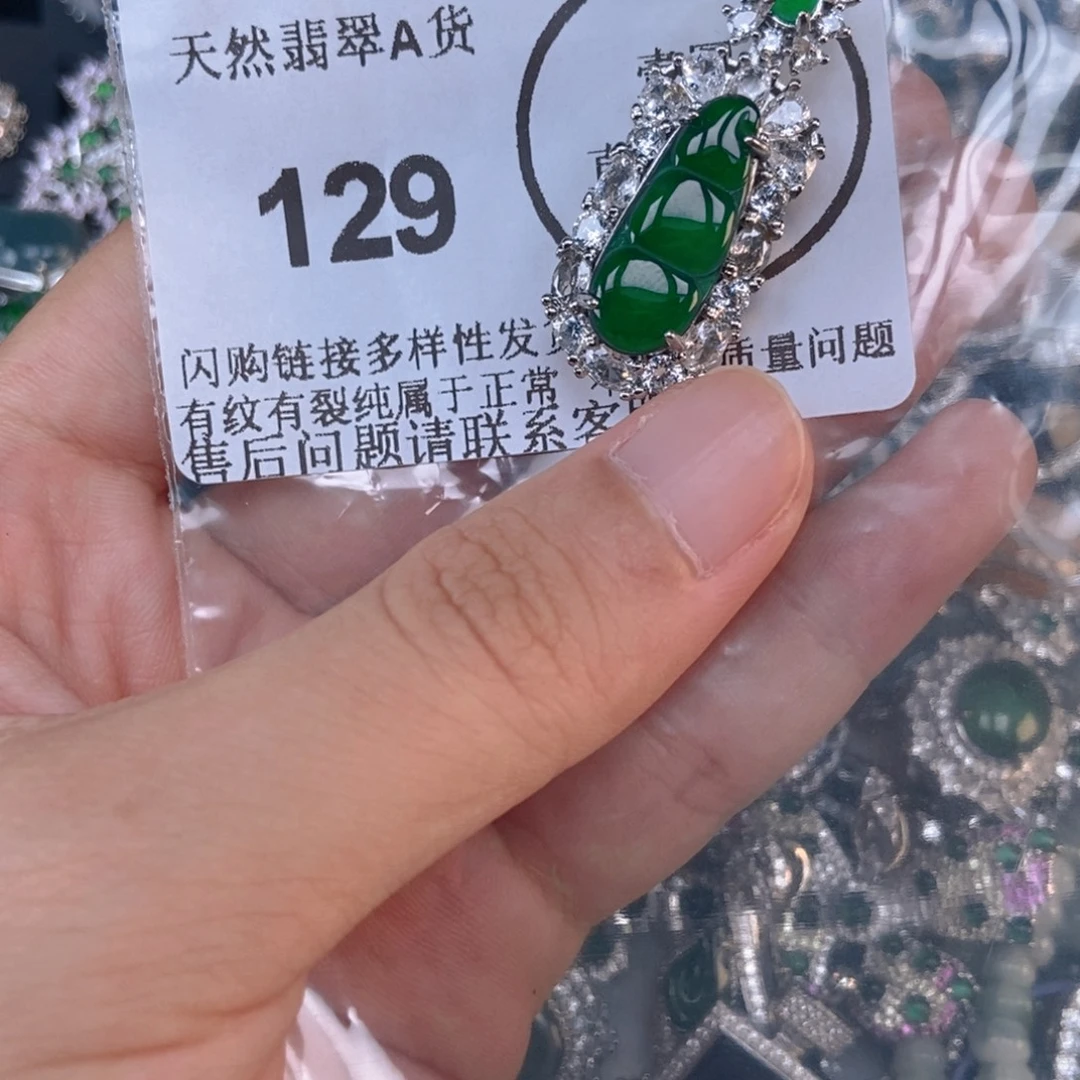 天然翡翠A货
129
闪购链接多样性发
质量问题
有纹有裂纯属于正常
售后问题请联系客